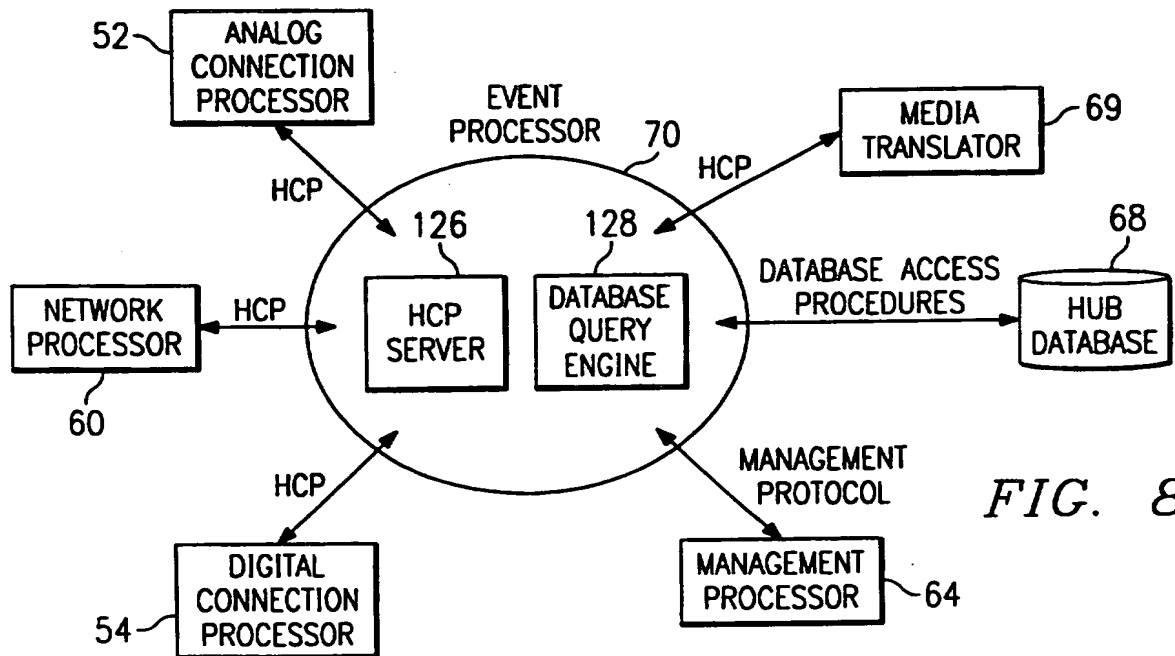 52
ANALOG
CONNECTION
PROCESSOR
EVENT
PROCESSOR
70
MEDIA
TRANSLATOR
69
HCP
HCP
126
HCP
SERVER
128
DATABASE
QUERY
ENGINE
DATABASE ACCESS
PROCEDURES
68
HUB
DATABASE
NETWORK
PROCESSOR
60
HCP
HCP
MANAGEMENT
PROTOCOL
FIG. 8
54
DIGITAL
CONNECTION
PROCESSOR
MANAGEMENT
PROCESSOR
64